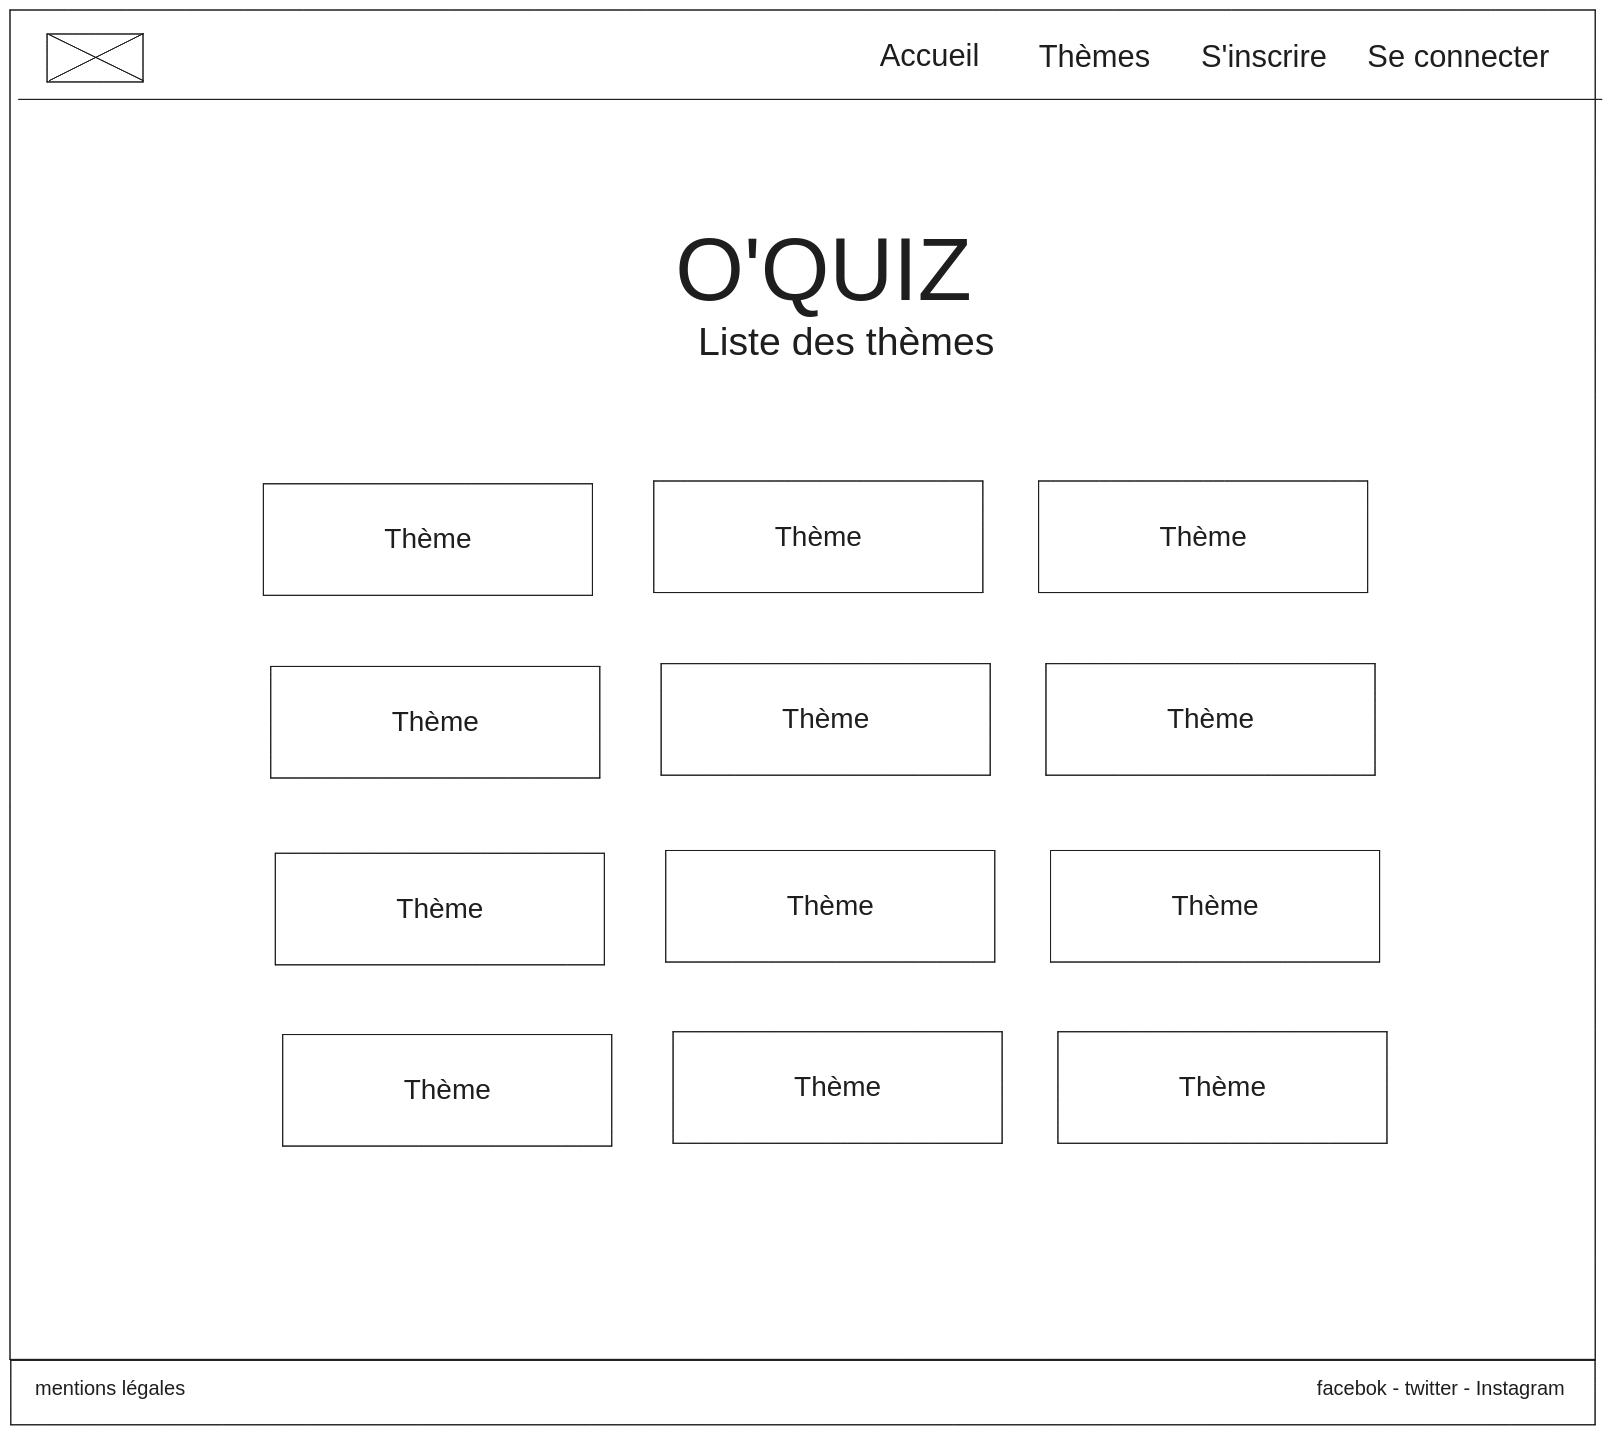 Accueil Thèmes S'inscrire Se connecter
O'QUIZ
Liste des thèmes
Thème Thème Thème
Thème Thème Thème
Thème Thème Thème
Thème Thème Thème
mentions légales facebok - twitter - Instagram